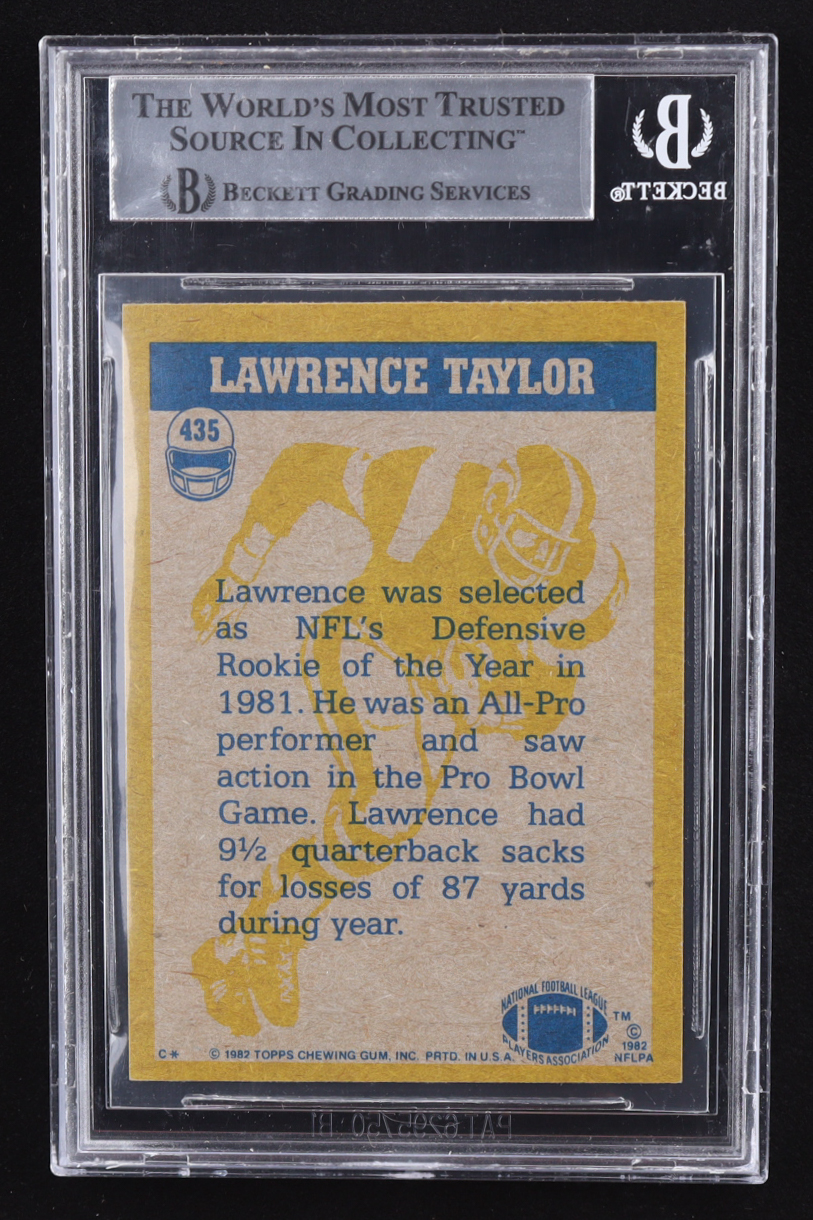 THE WORLD'S MOST TRUSTED
SOURCE IN COLLECTING™
B BECKETT GRADING SERVICES
B
BECKETT®
LAWRENCE TAYLOR
435
Lawrence was selected
as NFL's Defensive
Rookie of the Year in
1981. He was an All-Pro
performer and saw
action in the Pro Bowl
Game. Lawrence had
9½ quarterback sacks
for losses of 87 yards
during year.
NATIONAL FOOTBALL LEAGUE
PLAYERS ASSOCIATION
TM
©
1982
NFLPA
C* © 1982 TOPPS CHEWING GUM, INC. PRTD. IN U.S.A.
PAT 6295750 B1